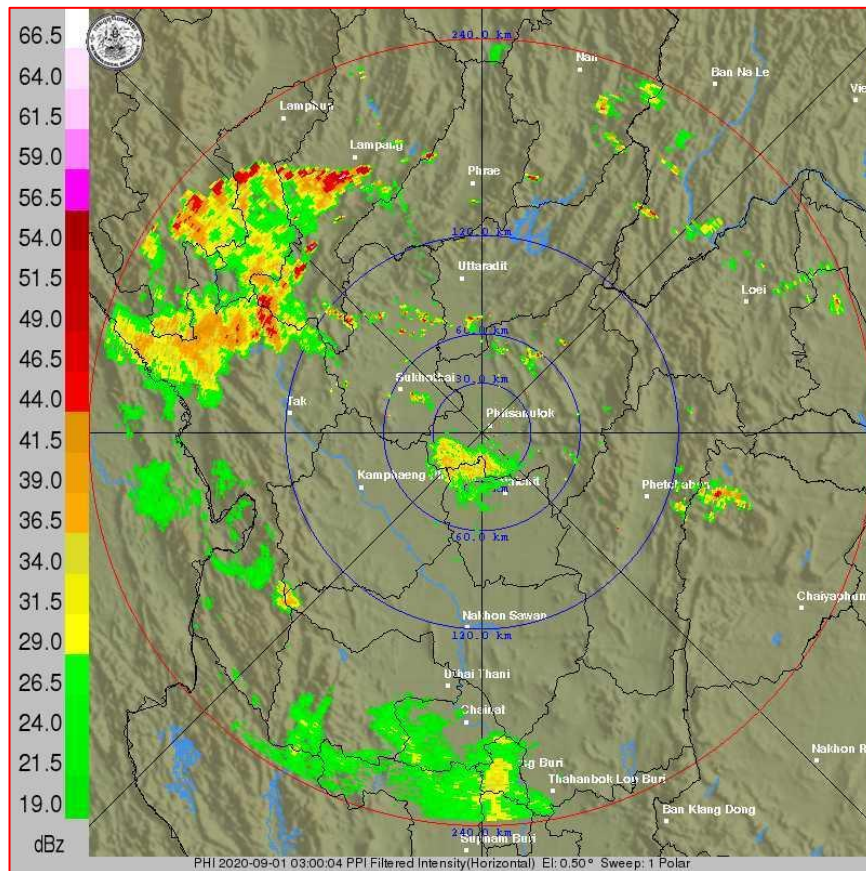 66.5
64.0
61.5
59.0
56.5
54.0
51.5
49.0
46.5
44.0
41.5
39.0
36.5
34.0
31.5
29.0
26.5
24.0
21.5
19.0
dBz
240.0 km
Nan
Ban Na Le
Lamphun
Lampang
Phrae
120.0 km
Uttaradit
Loei
60.0 km
30.0 km
Sukhothai
Tak
Phitsanulok
Kamphaeng
Phetchabun
60.0 km
Chaiyaphum
Nakhon Sawan
120.0 km
Uthai Thani
Chainat
Nakhon R
g Buri
Thahanbok Lop Buri
Ban Klang Dong
240.0 km
Suphan Buri
PHI 2020-09-01 03:00:04 PPI Filtered Intensity(Horizontal) El: 0.50° Sweep: 1 Polar